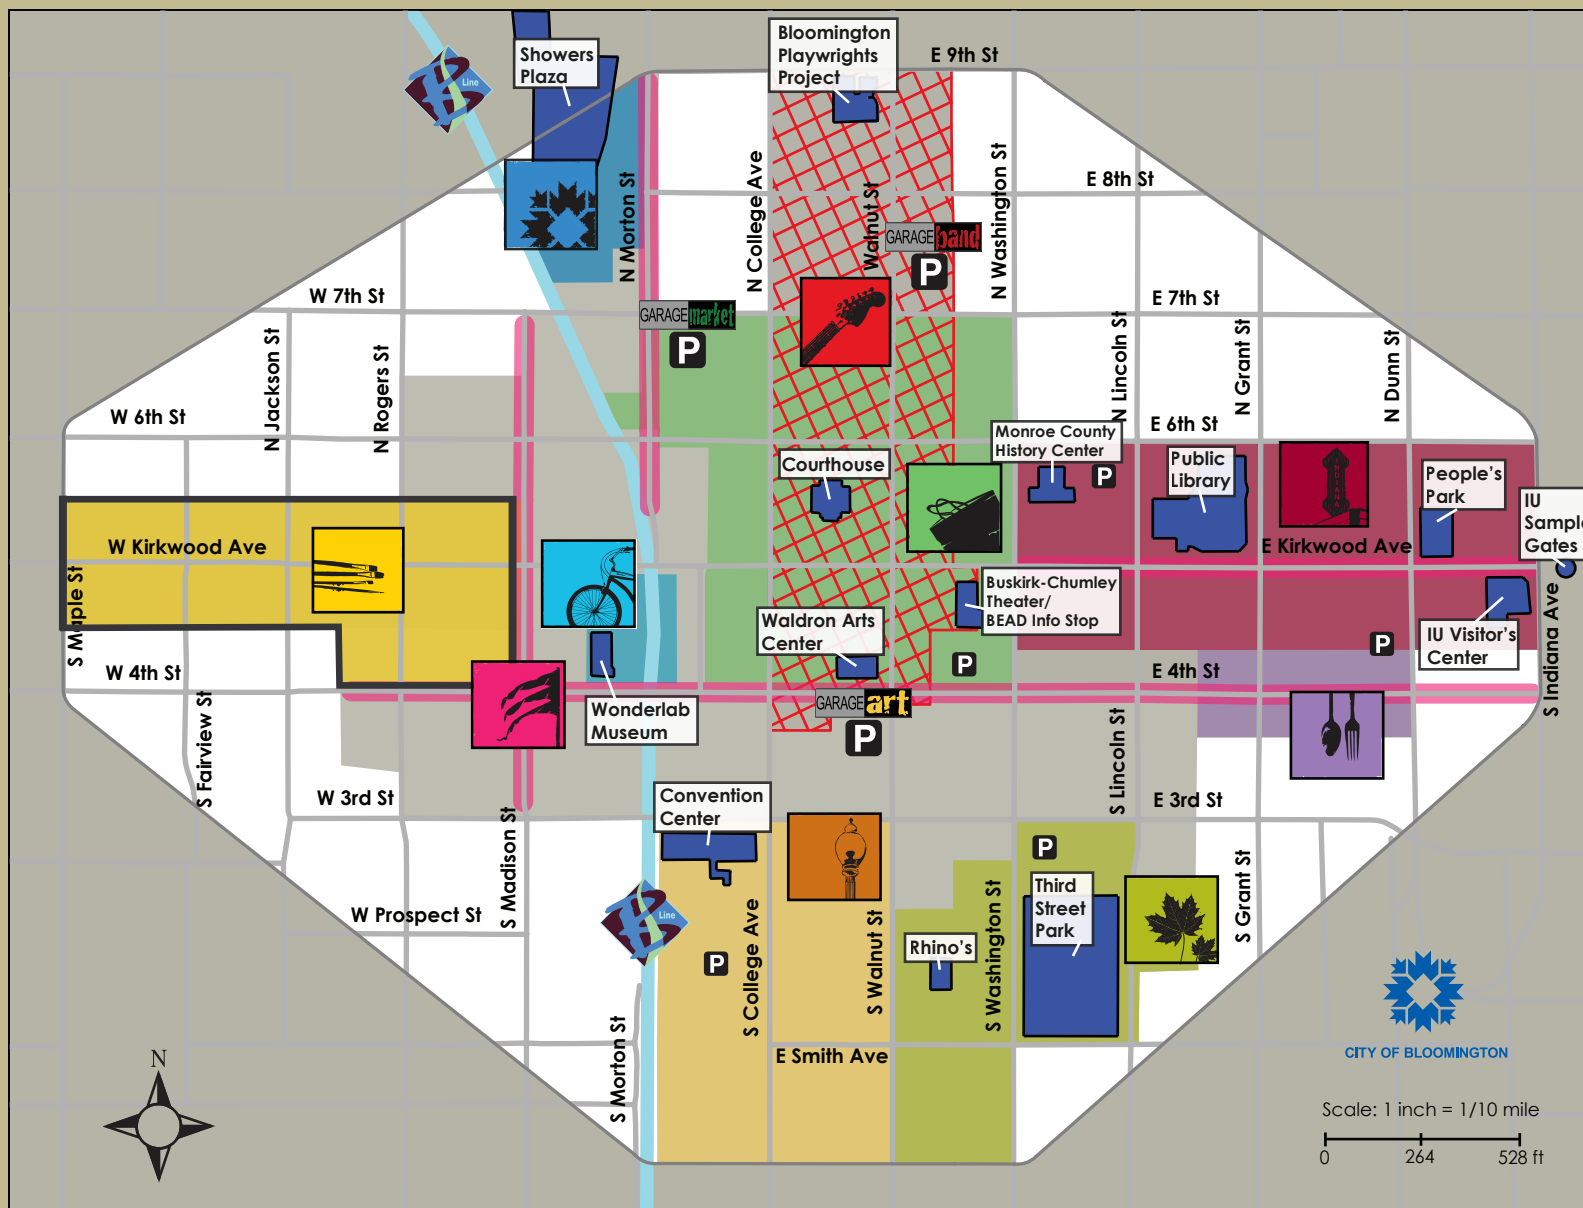 Showers
Plaza
Bloomington
Playwrights
Project
E 9th St
Line
N Morton St
N College Ave
Walnut St
N Washington St
E 8th St
GARAGE band
P
W 7th St
GARAGE market
P
E 7th St
N Jackson St
N Rogers St
N Lincoln St
N Grant St
N Dunn St
W 6th St
E 6th St
Monroe County
History Center
P
Courthouse
Public
Library
INDIANA
People's
Park
IU
Sample
Gates
W Kirkwood Ave
E Kirkwood Ave
S Maple St
Buskirk-Chumley
Theater/
BEAD Info Stop
Waldron Arts
Center
P
P
IU Visitor's
Center
S Indiana Ave
W 4th St
E 4th St
S Fairview St
Wonderlab
Museum
GARAGE art
P
S Lincoln St
W 3rd St
Convention
Center
E 3rd St
S Madison St
P
S Grant St
W Prospect St
Line
P
S College Ave
S Walnut St
Rhino's
S Washington St
Third
Street
Park
S Morton St
E Smith Ave
CITY OF BLOOMINGTON
N
Scale: 1 inch = 1/10 mile
0 264 528 ft